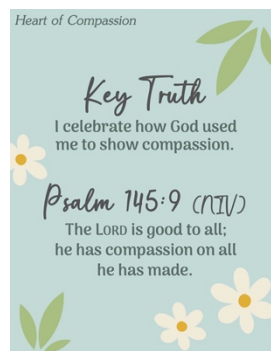 Heart of Compassion
Key Truth
I celebrate how God used
me to show compassion.
Psalm 145:9 (NIV)
The LORD is good to all;
he has compassion on all
he has made.